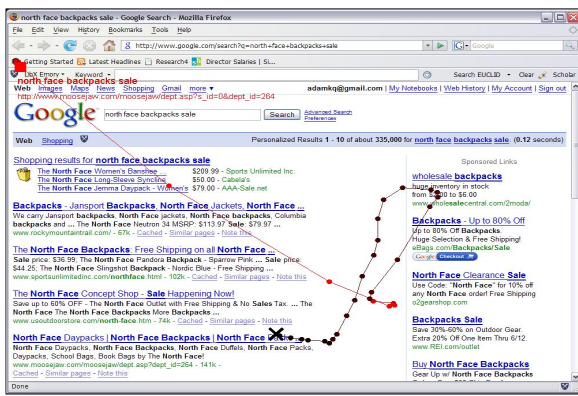 north face backpacks sale - Google Search - Mozilla Firefox
File Edit View History Bookmarks Tools Help
http://www.google.com/search?q=north+face+backpacks+sale
Google
Getting Started Latest Headlines Research4 Director Salaries | Si...
LbX Emory Keyword Search EUCLID Clear Scholar
north face backpacks sale
Web Images Maps News Shopping Gmail more adamkq@gmail.com | My Notebooks | Web History | My Account | Sign out
http://www.moosejaw.com/moosejaw/dept.asp?s_id=0&dept_id=264
Google north face backpacks sale Search Advanced Search
Preferences
Web Shopping Personalized Results 1 - 10 of about 335,000 for north face backpacks sale. (0.12 seconds)
Shopping results for north face backpacks sale
The North Face Women's Banshee ... $209.00 - Sports Unlimited Inc.
The North Face Long-Sleeve Syncline $50.00 - Cabela's
The North Face Jemma Daypack - Women's $79.00 - AAA-Sale.net
Backpacks - Jansport Backpacks, North Face Jackets, North Face ...
We carry Jansport backpacks, North Face jackets, North Face backpacks, Columbia
backpacks and ... The North Face Neutron 34 MSRP: $113.97 Sale: $79.97 ...
www.rockymountaintrail.com/ - 67k - Cached - Similar pages - Note this
The North Face Backpacks: Free Shipping on all North Face ...
Sale price: $36.99; The North Face Pandora Backpack - Sparrow Pink ... Sale price:
$44.25; The North Face Slingshot Backpack - Nordic Blue - Free Shipping ...
www.sportsunlimitedinc.com/northface.html - 102k - Cached - Similar pages - Note this
The North Face Concept Shop - Sale Happening Now!
Save up to 60% OFF - The North Face Outlet with Free Shipping & No Sales Tax. ... The
North Face The North Face Backpacks More Backpacks ...
www.usoutdoorstore.com/north-face.htm - 74k - Cached - Similar pages - Note this
North Face Daypacks | North Face Backpacks | North Face
North Face Daypacks, North Face Backpacks, North Face Duffels, North Face Packs,
Daypacks, School Bags, Book Bags by The North Face!
www.moosejaw.com/moosejaw/dept.asp?dept_id=264 - 141k -
Cached - Similar pages - Note this
Sponsored Links
wholesale backpacks
huge inventory in stock
from to $6.00
www.wholesalecentral.com/2moda/
Backpacks - Up to 80% Off
Up to 80% Off Backpacks.
Huge Selection & Free Shipping!
eBags.com/Backpacks/Sale
Google Checkout
North Face Clearance Sale
Use Code: "North Face" for 10% off
any North Face order! Free Shipping
o2gearshop.com
Backpacks Sale
Save 30%-60% on Outdoor Gear.
Extra 20% Off One Item Thru 6/12.
www.REI.com/outlet
Buy North Face Backpacks
Gear Up w/ North Face Backpacks
Done